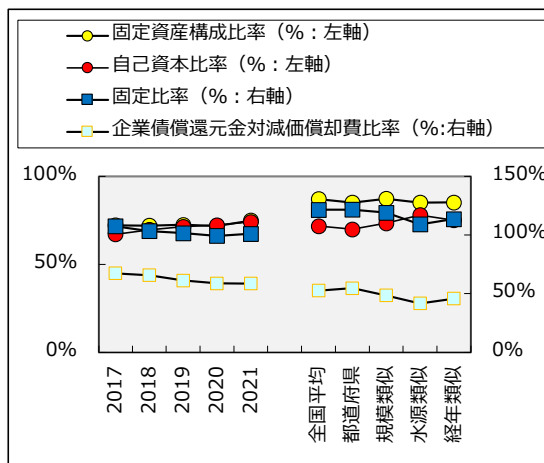 固定資産構成比率（%：左軸）
自己資本比率（%：左軸）
固定比率（%：右軸）
企業債償還元金対減価償却費比率（%:右軸）
100%
50%
0%
150%
100%
50%
0%
2017
2018
2019
2020
2021
全国平均
都道府県
規模類似
水源類似
経年類似